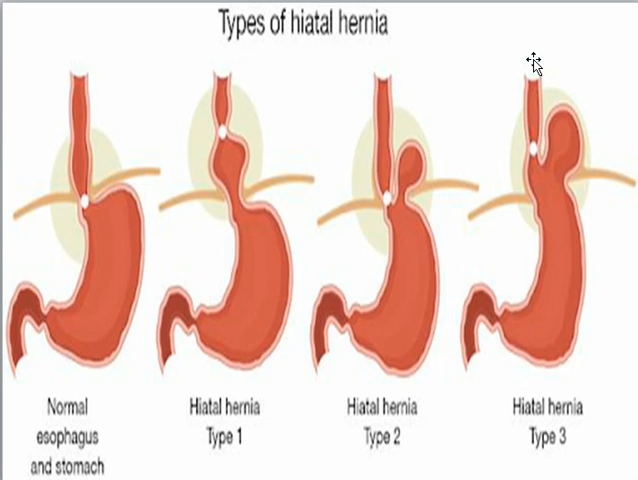 Types of hiatal hernia
Normal
esophagus
and stomach
Hiatal hernia
Type 1
Hiatal hernia
Type 2
Hiatal hernia
Type 3